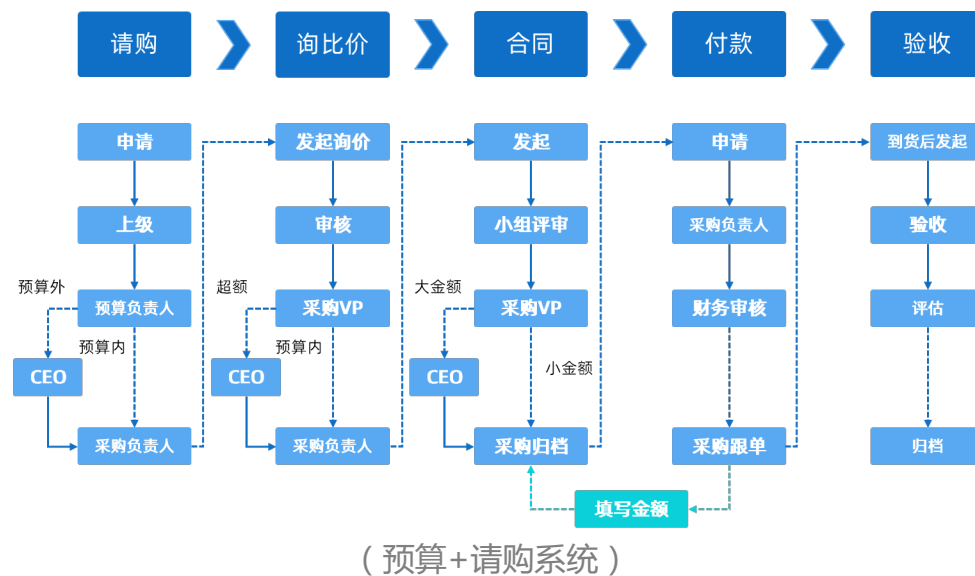 请购
询比价
合同
付款
验收
申请
发起询价
发起
申请
到货后发起
上级
审核
小组评审
采购负责人
验收
预算外
超额
大金额
预算负责人
采购VP
采购VP
财务审核
评估
预算内
预算内
小金额
CEO
CEO
CEO
采购负责人
采购负责人
采购归档
采购跟单
归档
填写金额
（预算+请购系统）